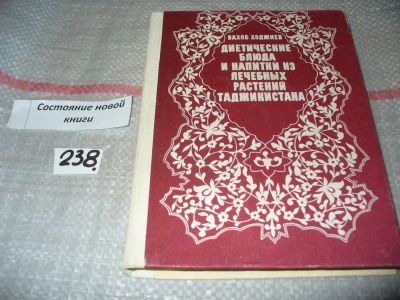 ВАХОБ ХОДЖИЕВ
ДИЕТИЧЕСКИЕ
БЛЮДА
И НАПИТКИ ИЗ
ЛЕЧЕБНЫХ
РАСТЕНИЙ
ТАДЖИКИСТАНА
Состояние новой
книги
238.